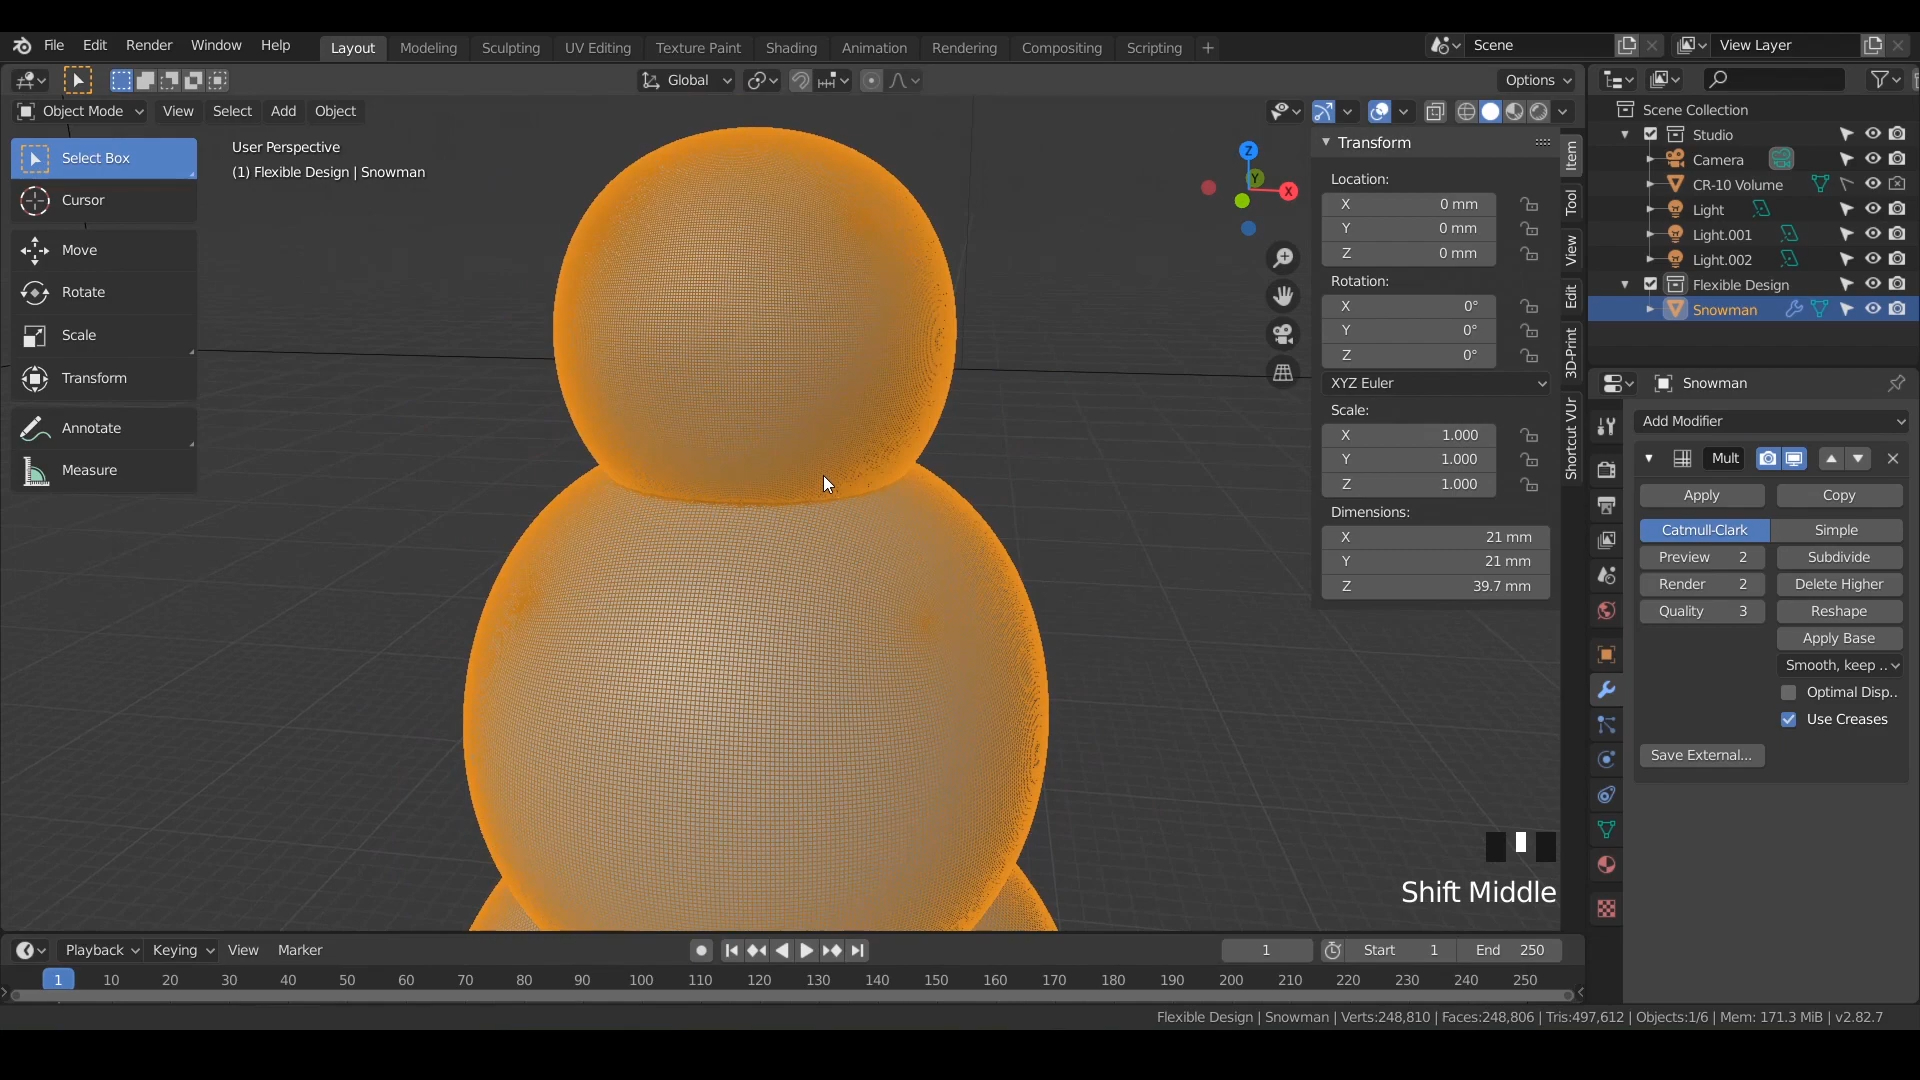 File Edit Render Window Help Layout Modeling Sculpting UV Editing Texture Paint Shading Animation Rendering Compositing Scripting + Scene View Layer
Global Options
Object Mode View Select Add Object
Select Box
Cursor
Move
Rotate
Scale
Transform
Annotate
Measure
User Perspective
(1) Flexible Design | Snowman
Z
Y
X
Transform
Location:
X 0 mm
Y 0 mm
Z 0 mm
Rotation:
X 0°
Y 0°
Z 0°
XYZ Euler
Scale:
X 1.000
Y 1.000
Z 1.000
Dimensions:
X 21 mm
Y 21 mm
Z 39.7 mm
Item
Tool
View
Edit
3D-Print
Shortcut VUr
Scene Collection
Studio
Camera
CR-10 Volume
Light
Light.001
Light.002
Flexible Design
Snowman
Snowman
Add Modifier
Mult
Apply Copy
Catmull-Clark Simple
Preview 2 Subdivide
Render 2 Delete Higher
Quality 3 Reshape
Apply Base
Smooth, keep ..
Optimal Disp..
Use Creases
Save External...
Shift Middle
Playback Keying View Marker 1 Start 1 End 250
1 10 20 30 40 50 60 70 80 90 100 110 120 130 140 150 160 170 180 190 200 210 220 230 240 250
Flexible Design | Snowman | Verts:248,810 | Faces:248,806 | Tris:497,612 | Objects:1/6 | Mem: 171.3 MiB | v2.82.7